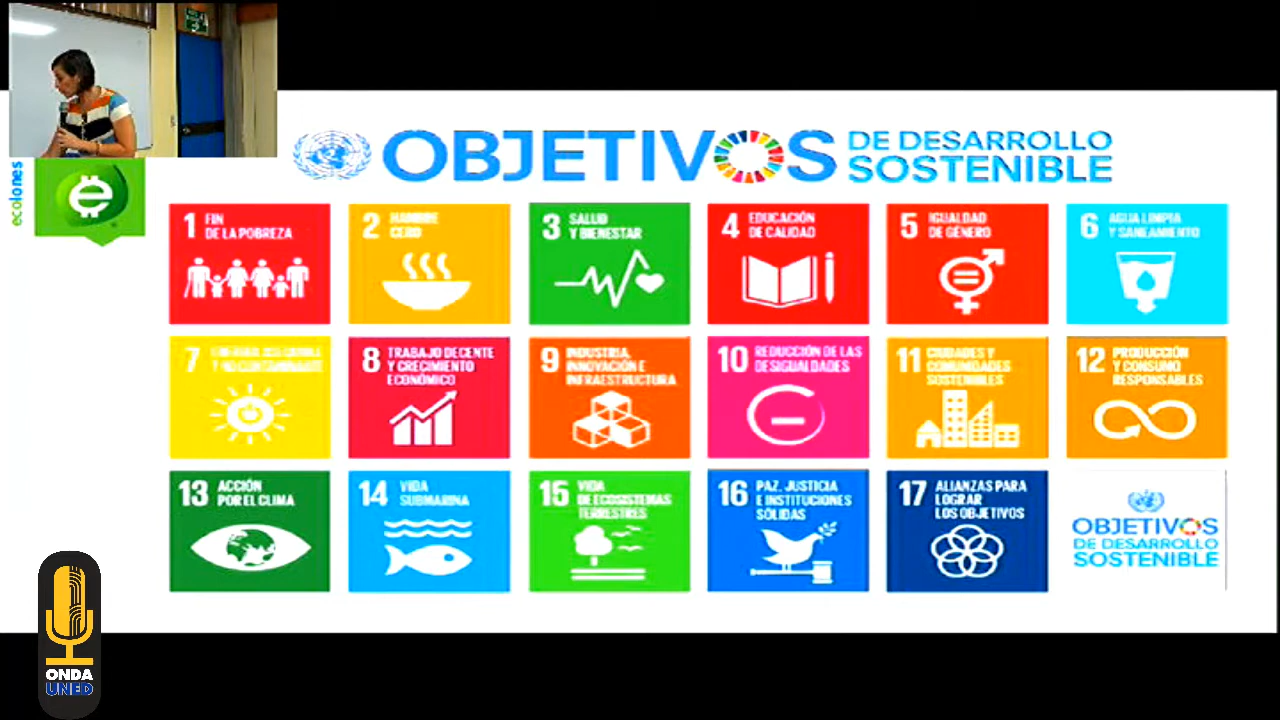 OBJETIVOS DE DESARROLLO SOSTENIBLE
ecolones
1 FIN DE LA POBREZA
2 HAMBRE CERO
3 SALUD Y BIENESTAR
4 EDUCACIÓN DE CALIDAD
5 IGUALDAD DE GÉNERO
6 AGUA LIMPIA Y SANEAMIENTO
7 ENERGÍA ASEQUIBLE Y NO CONTAMINANTE
8 TRABAJO DECENTE Y CRECIMIENTO ECONÓMICO
9 INDUSTRIA, INNOVACIÓN E INFRAESTRUCTURA
10 REDUCCIÓN DE LAS DESIGUALDADES
11 CIUDADES Y COMUNIDADES SOSTENIBLES
12 PRODUCCIÓN Y CONSUMO RESPONSABLES
13 ACCIÓN POR EL CLIMA
14 VIDA SUBMARINA
15 VIDA DE ECOSISTEMAS TERRESTRES
16 PAZ, JUSTICIA E INSTITUCIONES SÓLIDAS
17 ALIANZAS PARA LOGRAR LOS OBJETIVOS
OBJETIVOS
DE DESARROLLO
SOSTENIBLE
ONDA
UNED